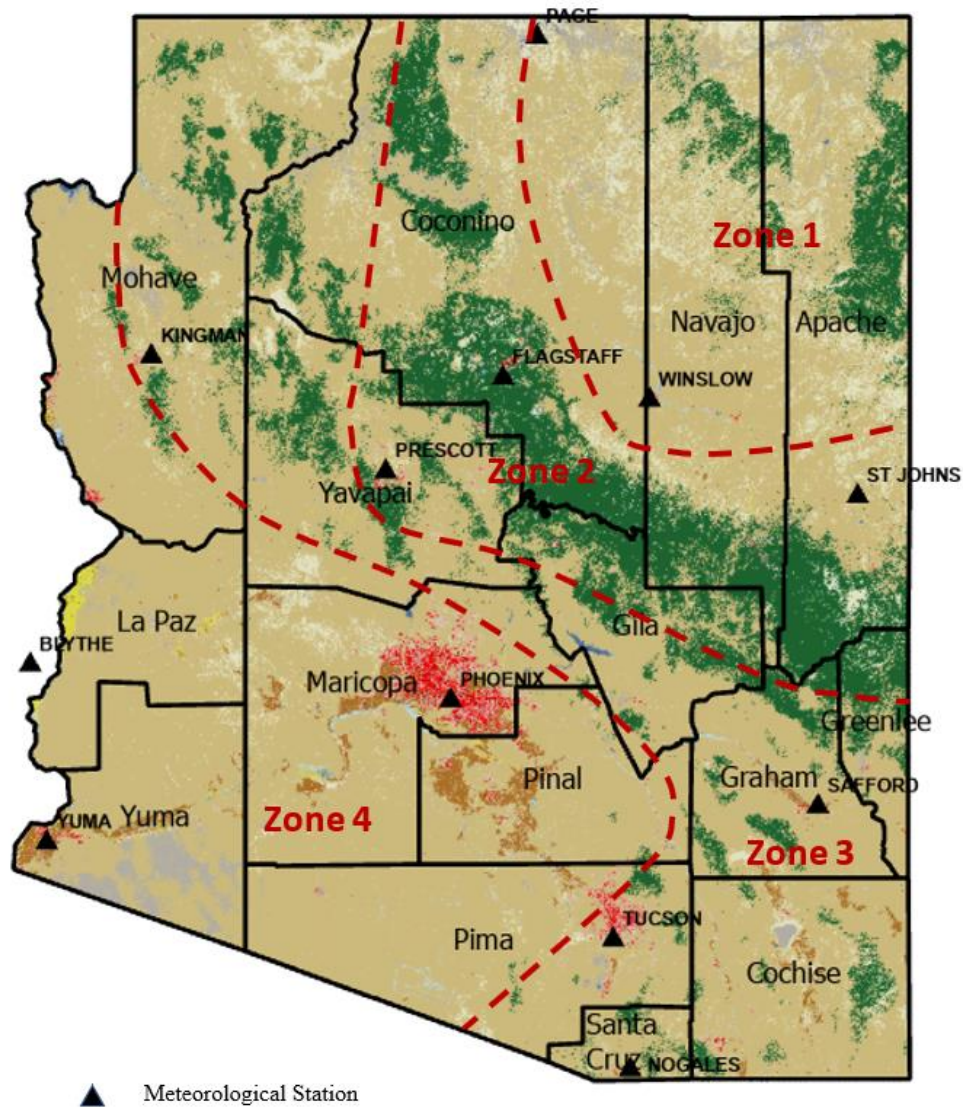 PAGE
Coconino
Zone 1
Mohave
Navajo
Apache
KINGMAN
FLAGSTAFF
WINSLOW
PRESCOTT
Zone 2
ST JOHNS
Yavapai
La Paz
Gila
BLYTHE
Maricopa
PHOENIX
Greenlee
Pinal
Graham
SAFFORD
YUMA
Yuma
Zone 4
Zone 3
TUCSON
Pima
Cochise
Santa
Cruz
NOGALES
Meteorological Station